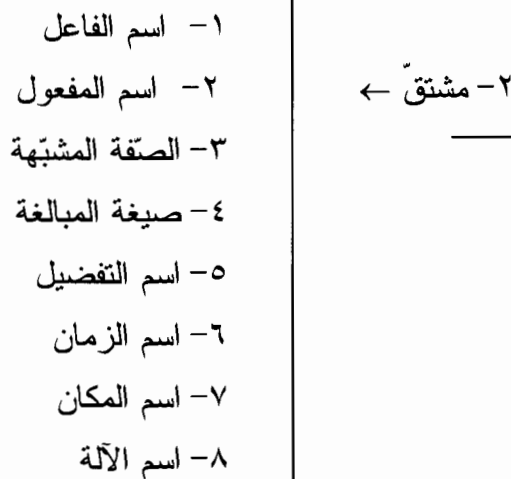 ٢- مشتقّ ←
١- اسم الفاعل
٢- اسم المفعول
٣- الصّفة المشبّهة
٤- صيغة المبالغة
٥- اسم التفضيل
٦- اسم الزمان
٧- اسم المكان
٨- اسم الآلة